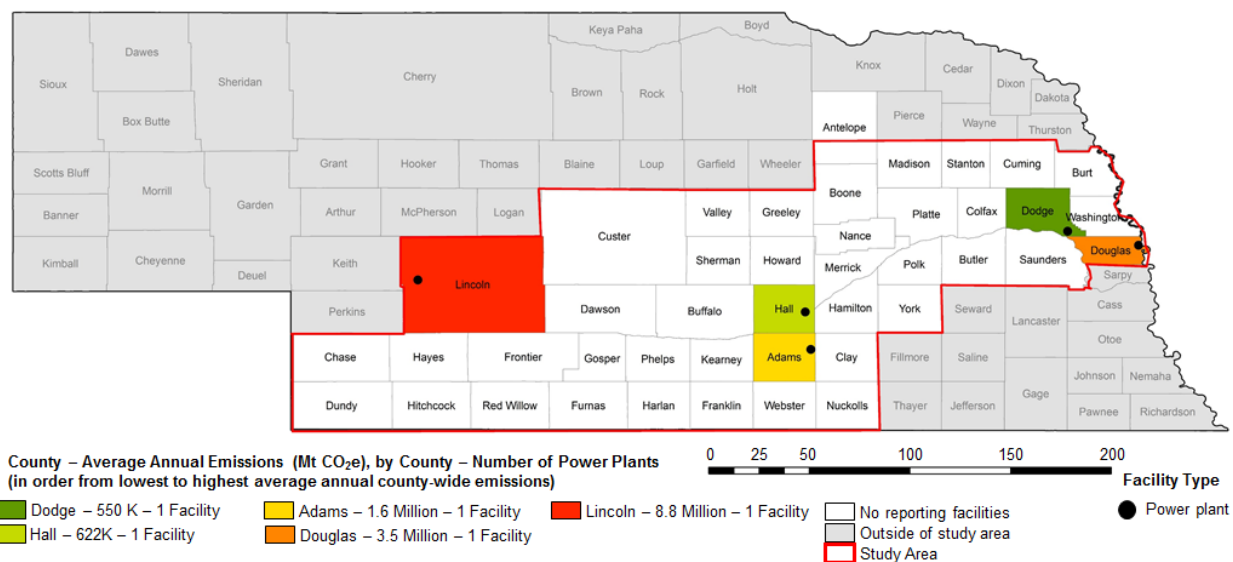 Keya Paha
Boyd
Dawes
Knox
Cedar
Sioux
Sheridan
Cherry
Dixon
Brown
Rock
Holt
Dakota
Box Butte
Antelope
Pierce
Wayne
Thurston
Scotts Bluff
Grant
Hooker
Thomas
Blaine
Loup
Garfield
Wheeler
Madison
Stanton
Cuming
Burt
Morrill
Garden
Boone
Banner
Arthur
McPherson
Logan
Valley
Greeley
Platte
Colfax
Dodge
Washington
Custer
Nance
Kimball
Cheyenne
Deuel
Keith
Lincoln
Sherman
Howard
Merrick
Polk
Butler
Saunders
Douglas
Sarpy
Perkins
Dawson
Buffalo
Hall
Hamilton
York
Seward
Lancaster
Cass
Otoe
Chase
Hayes
Frontier
Gosper
Phelps
Kearney
Adams
Clay
Fillmore
Saline
Johnson
Nemaha
Gage
Dundy
Hitchcock
Red Willow
Furnas
Harlan
Franklin
Webster
Nuckolls
Thayer
Jefferson
Pawnee
Richardson
County – Average Annual Emissions (Mt CO₂e), by County – Number of Power Plants
(in order from lowest to highest average annual county-wide emissions)
0 25 50 100 150 200
Facility Type
Power plant
Dodge – 550 K – 1 Facility
Hall – 622K – 1 Facility
Adams – 1.6 Million – 1 Facility
Douglas – 3.5 Million – 1 Facility
Lincoln – 8.8 Million – 1 Facility
No reporting facilities
Outside of study area
Study Area